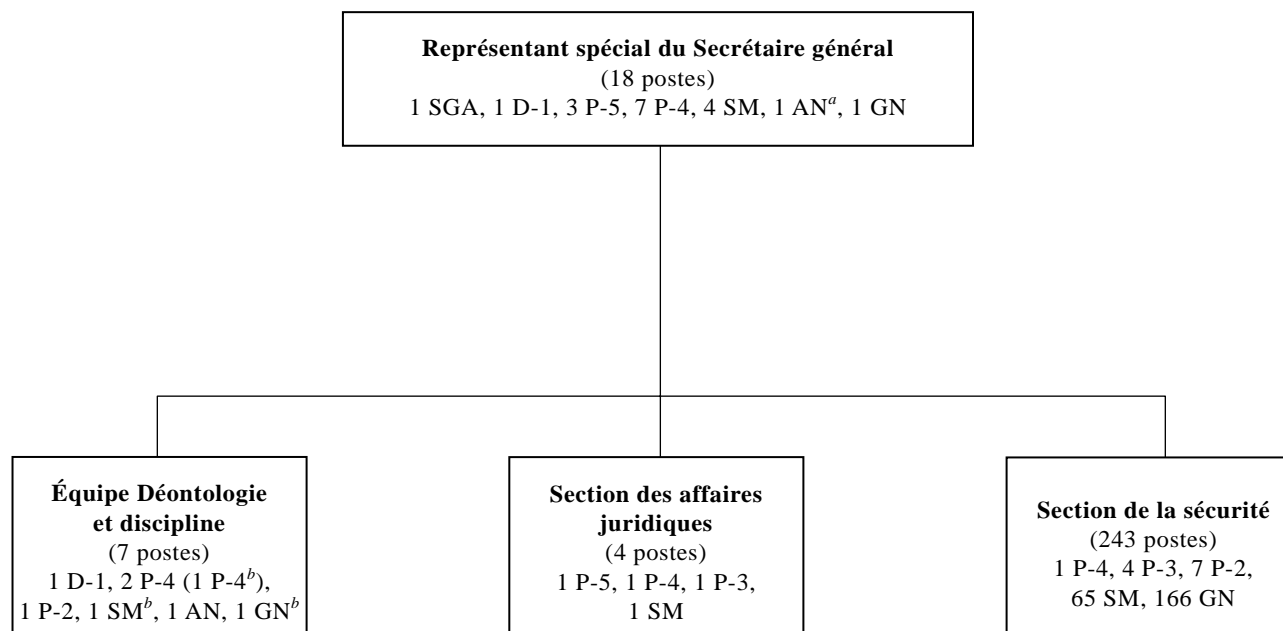 Représentant spécial du Secrétaire général
(18 postes)
1 SGA, 1 D-1, 3 P-5, 7 P-4, 4 SM, 1 ANᵃ, 1 GN
Équipe Déontologie
et discipline
(7 postes)
1 D-1, 2 P-4 (1 P-4ᵇ),
1 P-2, 1 SMᵇ, 1 AN, 1 GNᵇ
Section des affaires
juridiques
(4 postes)
1 P-5, 1 P-4, 1 P-3,
1 SM
Section de la sécurité
(243 postes)
1 P-4, 4 P-3, 7 P-2,
65 SM, 166 GN